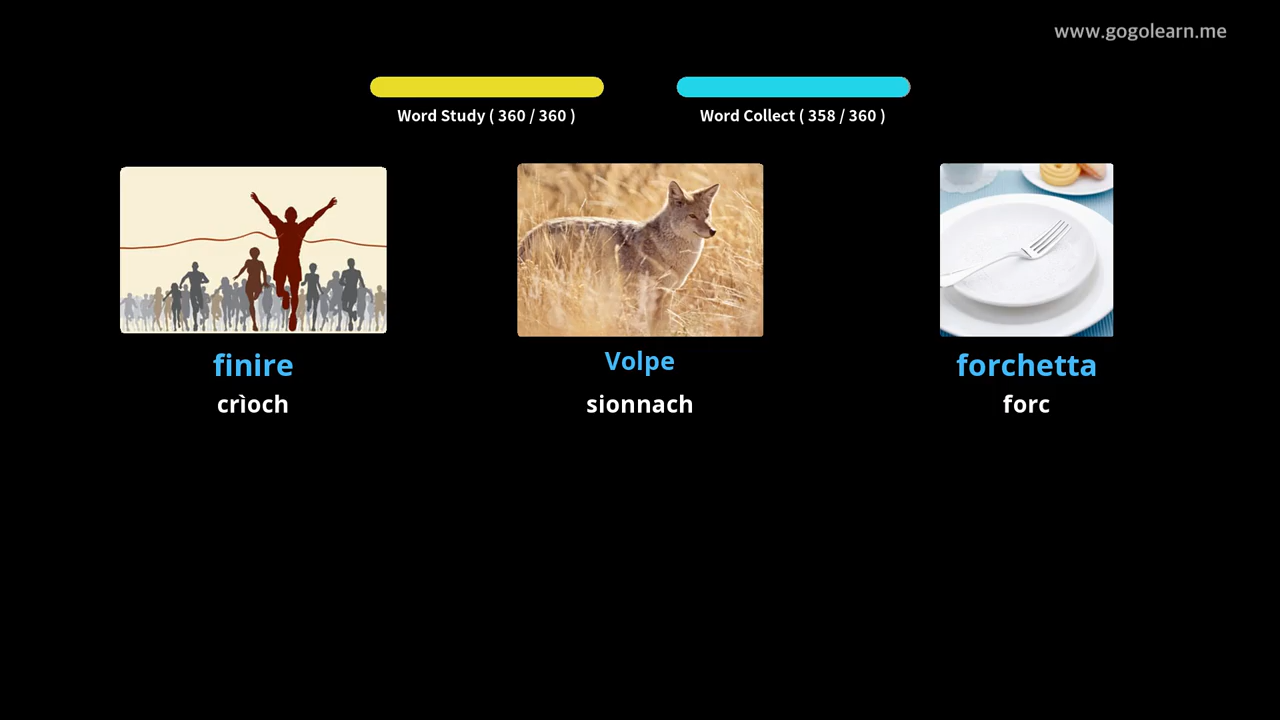 www.gogolearn.me
Word Study ( 360 / 360 )
Word Collect ( 358 / 360 )
finire
Volpe
forchetta
crìoch
sionnach
forc